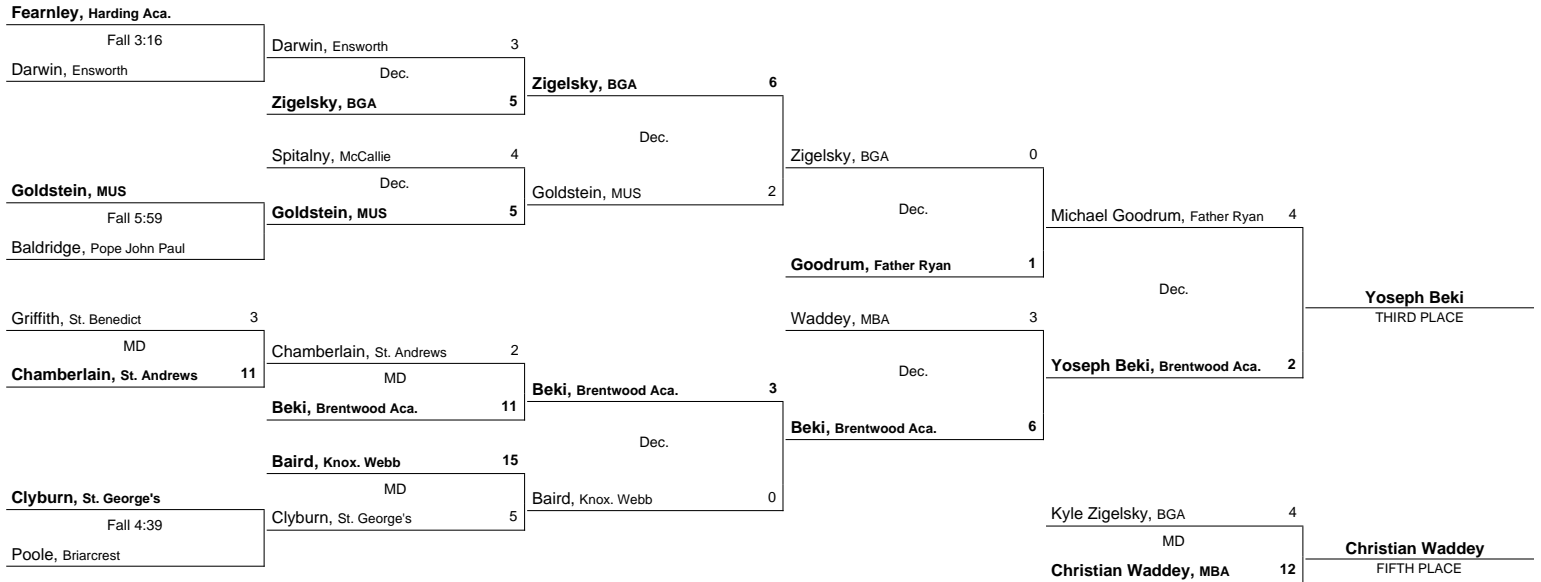 Fearnley, Harding Aca.
Fall 3:16
Darwin, Ensworth
Goldstein, MUS
Fall 5:59
Baldridge, Pope John Paul
Griffith, St. Benedict 3
MD
Chamberlain, St. Andrews 11
Clyburn, St. George's
Fall 4:39
Poole, Briarcrest
Darwin, Ensworth 3
Dec.
Zigelsky, BGA 5
Spitalny, McCallie 4
Dec.
Goldstein, MUS 5
Chamberlain, St. Andrews 2
MD
Beki, Brentwood Aca. 11
Baird, Knox. Webb 15
MD
Clyburn, St. George's 5
Zigelsky, BGA 6
Dec.
Goldstein, MUS 2
Beki, Brentwood Aca. 3
Dec.
Baird, Knox. Webb 0
Zigelsky, BGA 0
Dec.
Goodrum, Father Ryan 1
Waddey, MBA 3
Dec.
Beki, Brentwood Aca. 6
Michael Goodrum, Father Ryan 4
Dec.
Yoseph Beki, Brentwood Aca. 2
Yoseph Beki
THIRD PLACE
Kyle Zigelsky, BGA 4
MD
Christian Waddey, MBA 12
Christian Waddey
FIFTH PLACE